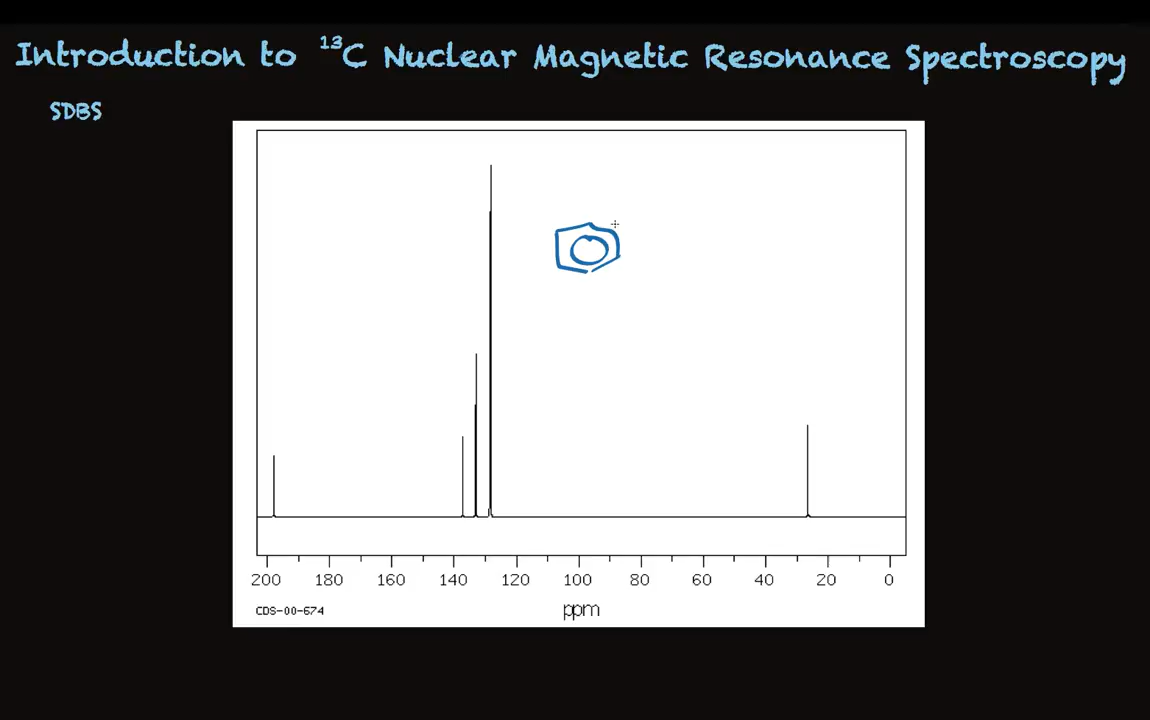 Introduction to ¹³C Nuclear Magnetic Resonance Spectroscopy
SDBS
200 180 160 140 120 100 80 60 40 20 0
CDS-00-674
ppm